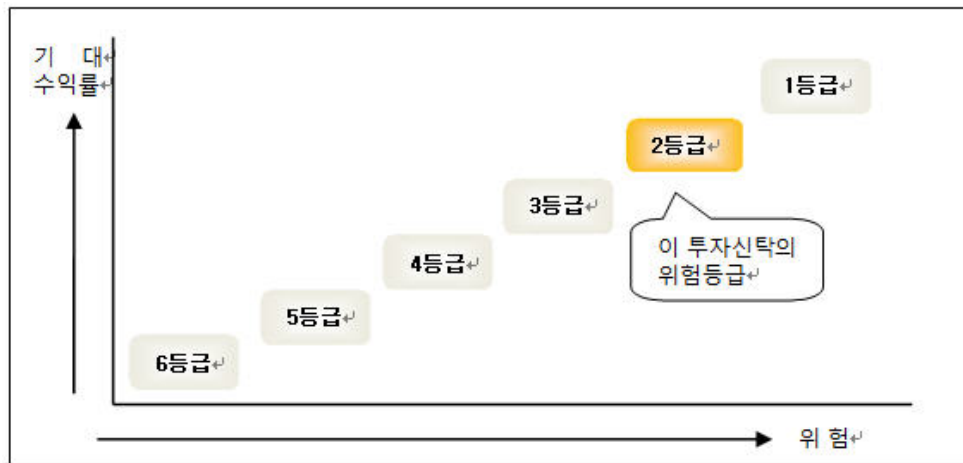 기 대↵
수익률↵
1등급↵
2등급↵
3등급↵
이 투자신탁의
위험등급↵
4등급↵
5등급↵
6등급↵
위 험↵